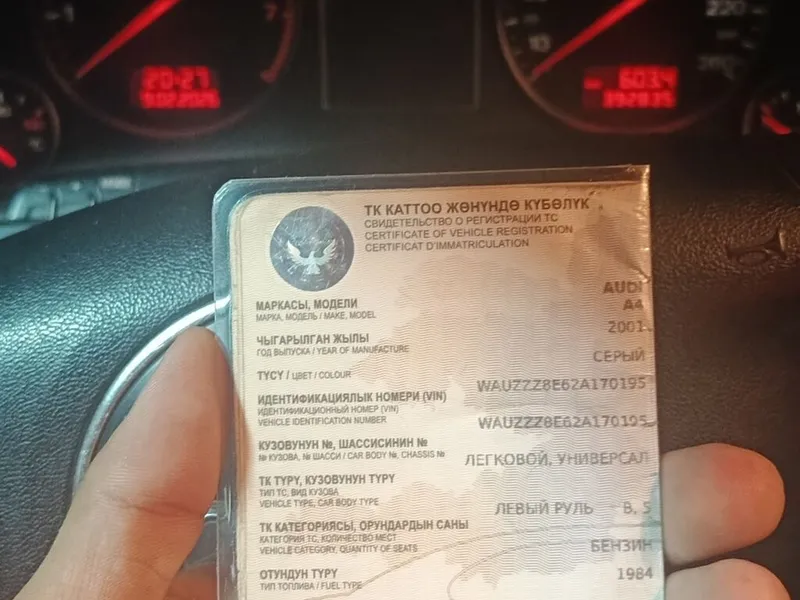 20:27
220
10
7
ТК КАТТОО ЖӨНҮНДӨ КҮБӨЛҮК
СВИДЕТЕЛЬСТВО О РЕГИСТРАЦИИ ТС
CERTIFICATE OF VEHICLE REGISTRATION
CERTIFICAT D'IMMATRICULATION
AUDI
МАРКАСЫ, МОДЕЛИ
A4
МАРКА, МОДЕЛЬ / MAKE, MODEL
2001
ЧЫГАРЫЛГАН ЖЫЛЫ
ГОД ВЫПУСКА / YEAR OF MANUFACTURE
СЕРЫЙ
ТҮСҮ / ЦВЕТ / COLOUR
WAUZZZ8E62A170195
ИДЕНТИФИКАЦИЯЛЫК НОМЕРИ (VIN)
ИДЕНТИФИКАЦИОННЫЙ НОМЕР (VIN)
VEHICLE IDENTIFICATION NUMBER
WAUZZZ8E62A170195
КУЗОВУНУН №, ШАССИСИНИН №
№ КУЗОВА, № ШАССИ / CAR BODY №, CHASSIS №
ЛЕГКОВОЙ, УНИВЕРСАЛ
ТК ТҮРҮ, КУЗОВУНУН ТҮРҮ
ТИП ТС, ВИД КУЗОВА
VEHICLE TYPE, CAR BODY TYPE
ЛЕВЫЙ РУЛЬ B, 5
ТК КАТЕГОРИЯСЫ, ОРУНДАРДЫН САНЫ
КАТЕГОРИЯ ТС, КОЛИЧЕСТВО МЕСТ
VEHICLE CATEGORY, QUANTITY OF SEATS
БЕНЗИН
ОТУНДУН ТҮРҮ
1984
ТИП ТОПЛИВА / FUEL TYPE